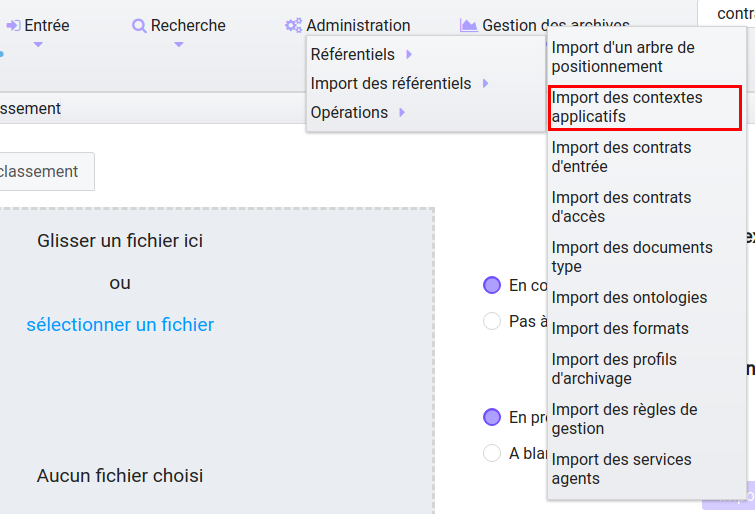 Entrée
Recherche
Administration
Gestion des archives
contr
Référentiels
Import des référentiels
Opérations
Import d'un arbre de
positionnement
Import des contextes
applicatifs
Import des contrats
d'entrée
Import des contrats
d'accès
Import des documents
type
Import des ontologies
Import des formats
Import des profils
d'archivage
Import des règles de
gestion
Import des services
agents
ssement
classement
Glisser un fichier ici
ou
sélectionner un fichier
Aucun fichier choisi
En co
Pas à
En pr
A bla